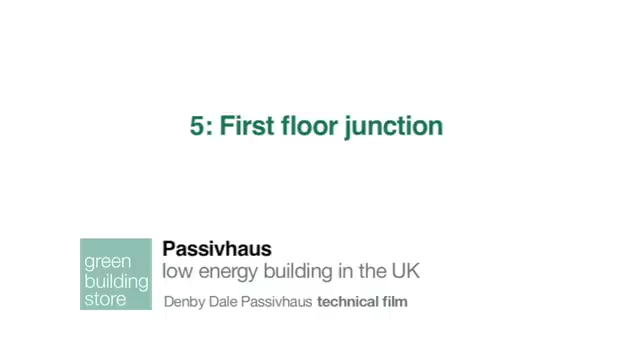 5: First floor junction
green
building
store
Passivhaus
low energy building in the UK
Denby Dale Passivhaus technical film